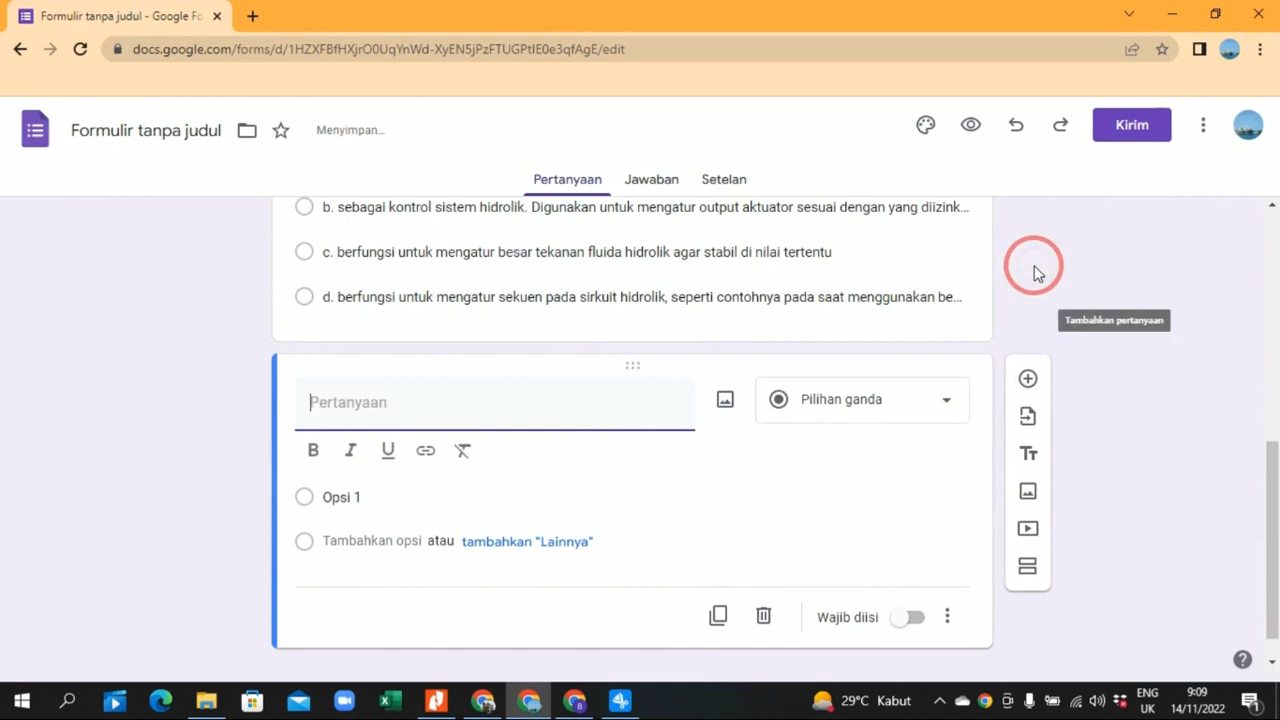 Formulir tanpa judul - Google Fo
docs.google.com/forms/d/1HZXFBfHXjrO0UqYnWd-XyEN5jPzFTUGPtIE0e3qfAgE/edit
Formulir tanpa judul
Menyimpan...
Kirim
Pertanyaan
Jawaban
Setelan
b. sebagai kontrol sistem hidrolik. Digunakan untuk mengatur output aktuator sesuai dengan yang diizink...
c. berfungsi untuk mengatur besar tekanan fluida hidrolik agar stabil di nilai tertentu
d. berfungsi untuk mengatur sekuen pada sirkuit hidrolik, seperti contohnya pada saat menggunakan be...
Tambahkan pertanyaan
Pertanyaan
Pilihan ganda
B I U
Opsi 1
Tambahkan opsi atau tambahkan "Lainnya"
Wajib diisi
29°C Kabut
ENG
UK
9:09
14/11/2022